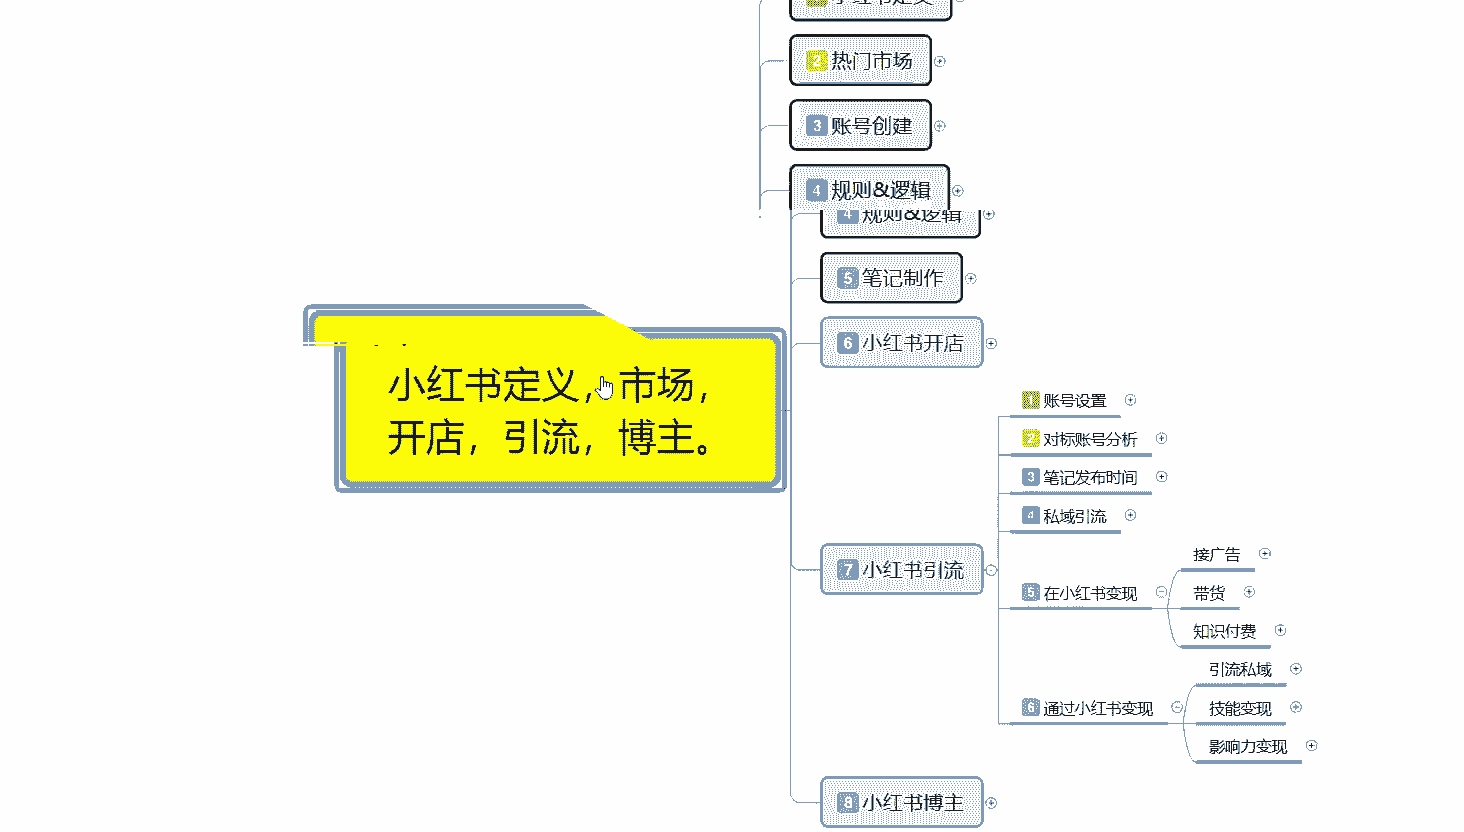 小红书定义
2 热门市场
3 账号创建
4 规则&逻辑
4 规则&逻辑
5 笔记制作
6 小红书开店
小红书定义，市场，
开店，引流，博主。
7 小红书引流
1 账号设置
2 对标账号分析
3 笔记发布时间
4 私域引流
5 在小红书变现
接广告
带货
知识付费
6 通过小红书变现
引流私域
技能变现
影响力变现
8 小红书博主